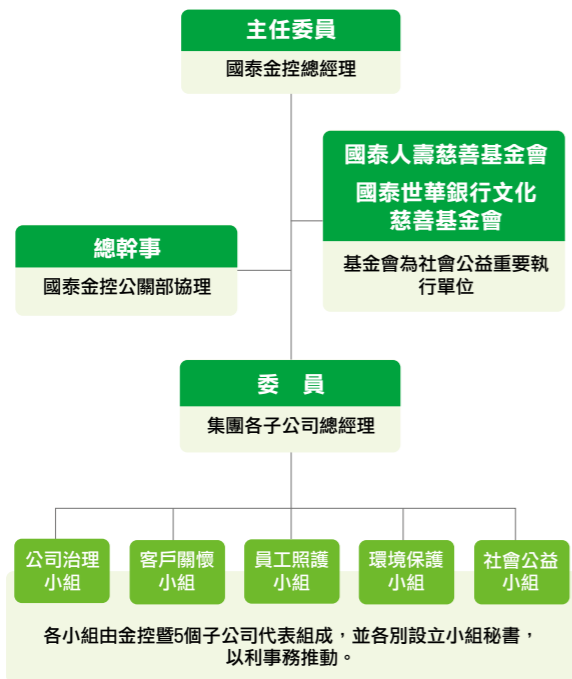 主任委員
國泰金控總經理
國泰人壽慈善基金會
國泰世華銀行文化
慈善基金會
基金會為社會公益重要執
行單位
總幹事
國泰金控公關部協理
委　員
集團各子公司總經理
公司治理
小組
客戶關懷
小組
員工照護
小組
環境保護
小組
社會公益
小組
各小組由金控暨5個子公司代表組成，並各別設立小組秘書，
以利事務推動。